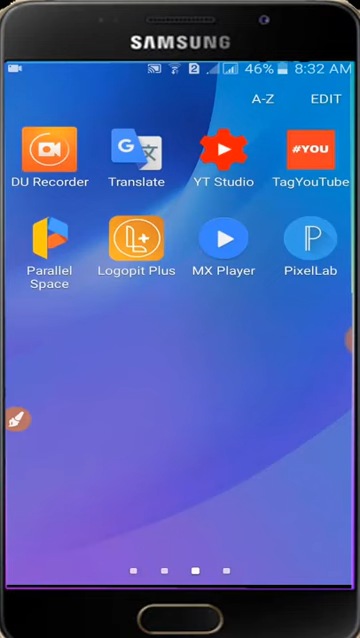 SAMSUNG
2 46% 8:32 AM
A-Z EDIT
#YOU
DU Recorder Translate YT Studio TagYouTube
Parallel Space Logopit Plus MX Player PixelLab